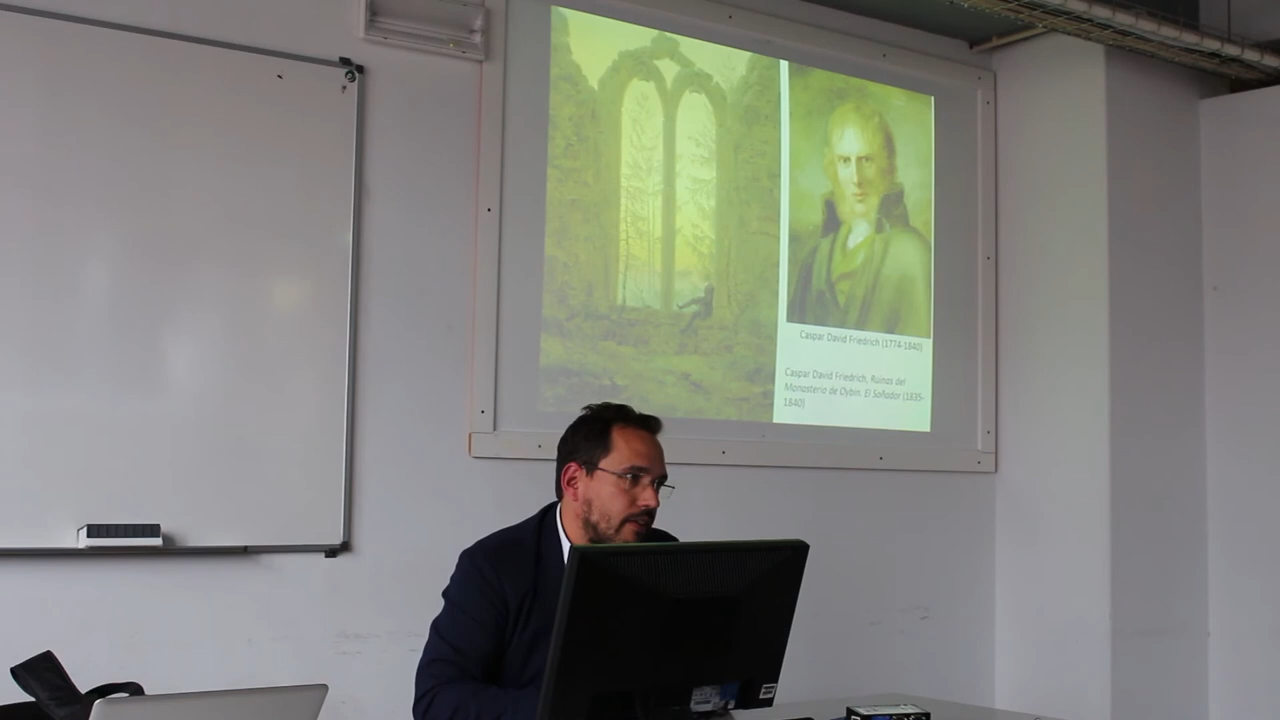 Caspar David Friedrich (1774-1840)
Caspar David Friedrich, Ruinas del
Monasterio de Oybin. El Soñador (1835-
1840)